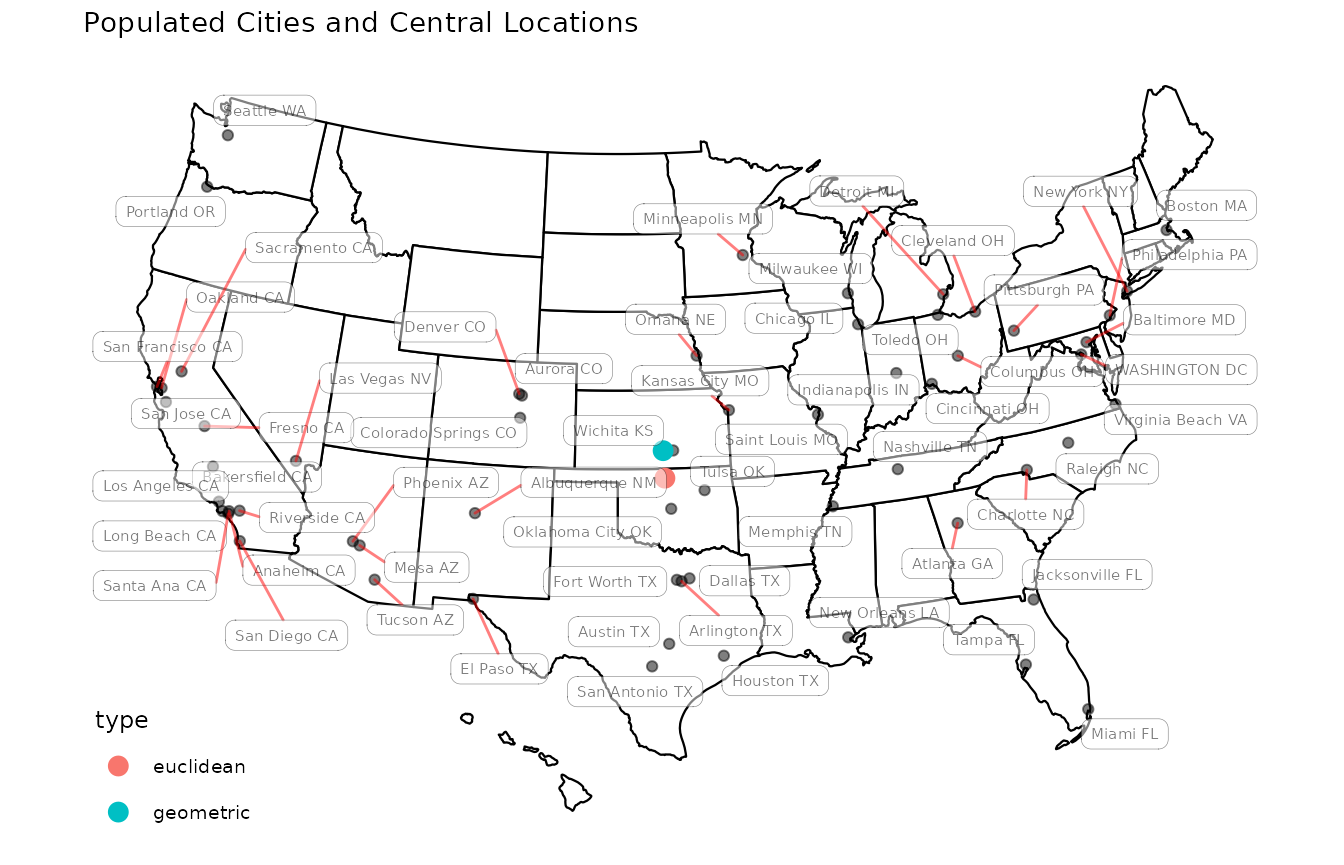 Populated Cities and Central Locations
Seattle WA
Portland OR
Sacramento CA
Oakland CA
San Francisco CA
San Jose CA
Fresno CA
Las Vegas NV
Bakersfield CA
Los Angeles CA
Riverside CA
Long Beach CA
Anaheim CA
Santa Ana CA
San Diego CA
Phoenix AZ
Mesa AZ
Tucson AZ
Albuquerque NM
El Paso TX
Denver CO
Aurora CO
Colorado Springs CO
Minneapolis MN
Omaha NE
Kansas City MO
Wichita KS
Saint Louis MO
Tulsa OK
Oklahoma City OK
Fort Worth TX
Dallas TX
Arlington TX
Austin TX
San Antonio TX
Houston TX
New Orleans LA
Memphis TN
Nashville TN
Milwaukee WI
Chicago IL
Indianapolis IN
Detroit MI
Toledo OH
Cleveland OH
Columbus OH
Cincinnati OH
Pittsburgh PA
New York NY
Boston MA
Philadelphia PA
Baltimore MD
WASHINGTON DC
Virginia Beach VA
Raleigh NC
Charlotte NC
Atlanta GA
Jacksonville FL
Tampa FL
Miami FL
type
euclidean
geometric